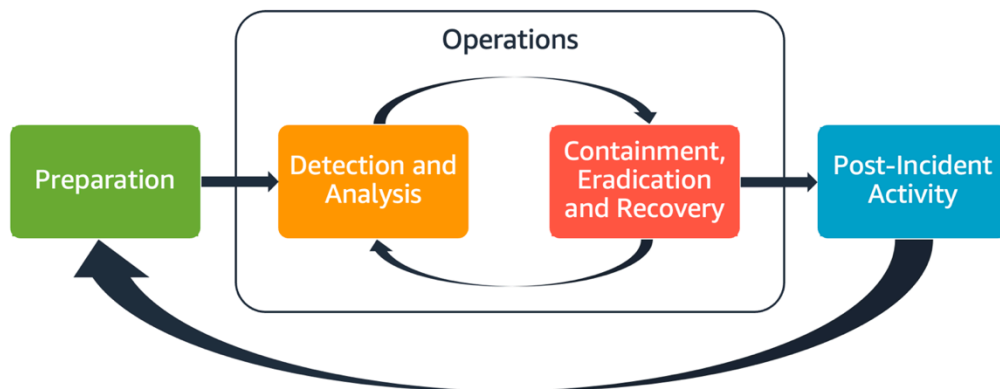 Operations
Preparation
Detection and
Analysis
Containment,
Eradication
and Recovery
Post-Incident
Activity